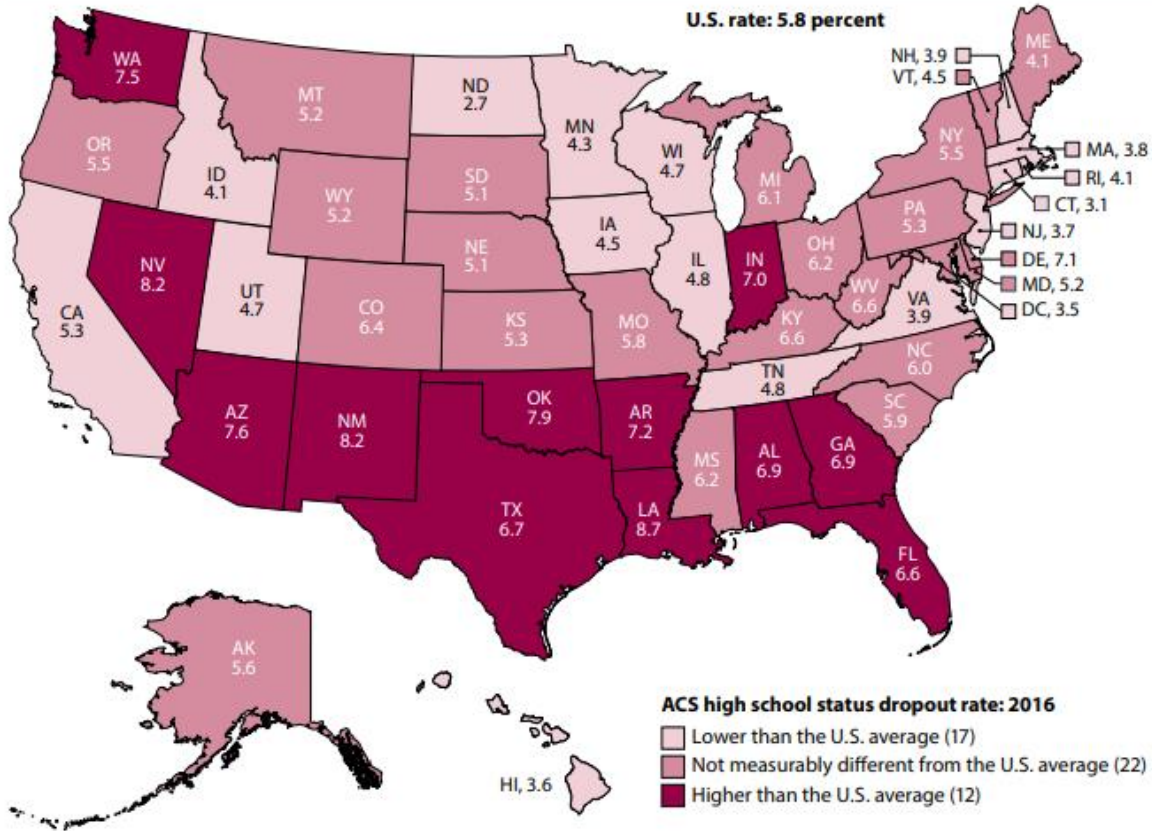 U.S. rate: 5.8 percent
WA
7.5
OR
5.5
CA
5.3
NV
8.2
ID
4.1
MT
5.2
WY
5.2
UT
4.7
AZ
7.6
CO
6.4
NM
8.2
ND
2.7
SD
5.1
NE
5.1
KS
5.3
OK
7.9
TX
6.7
MN
4.3
IA
4.5
MO
5.8
AR
7.2
LA
8.7
WI
4.7
IL
4.8
MI
6.1
IN
7.0
OH
6.2
KY
6.6
TN
4.8
MS
6.2
AL
6.9
GA
6.9
FL
6.6
SC
5.9
NC
6.0
VA
3.9
WV
6.6
PA
5.3
NY
5.5
ME
4.1
NH, 3.9
VT, 4.5
MA, 3.8
RI, 4.1
CT, 3.1
NJ, 3.7
DE, 7.1
MD, 5.2
DC, 3.5
AK
5.6
HI, 3.6
ACS high school status dropout rate: 2016
Lower than the U.S. average (17)
Not measurably different from the U.S. average (22)
Higher than the U.S. average (12)